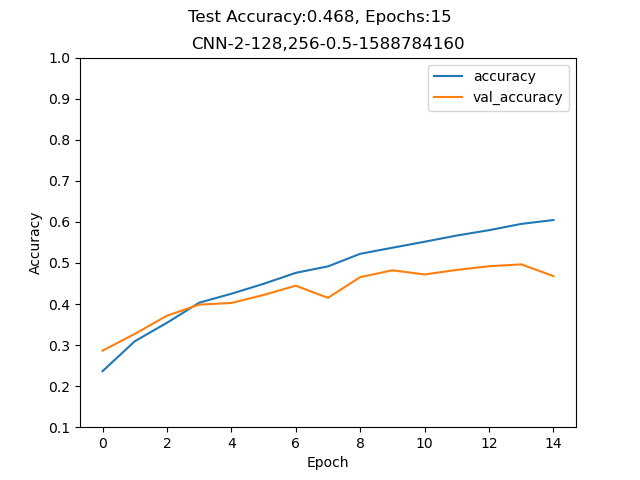 Test Accuracy:0.468, Epochs:15
CNN-2-128,256-0.5-1588784160
accuracy
val_accuracy
1.0
0.9
0.8
0.7
0.6
0.5
0.4
0.3
0.2
0.1
Accuracy
0 2 4 6 8 10 12 14
Epoch